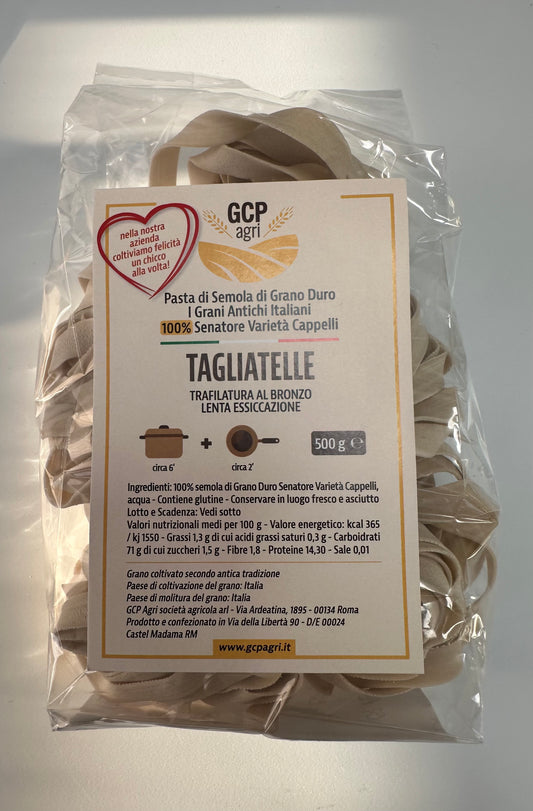 nella nostra
azienda
coltiviamo felicità
un chicco
alla volta!
GCP
agri
Pasta di Semola di Grano Duro
I Grani Antichi Italiani
100% Senatore Varietà Cappelli
TAGLIATELLE
TRAFILATURA AL BRONZO
LENTA ESSICCAZIONE
+
circa 6'
circa 2'
500 g ℮
Ingredienti: 100% semola di Grano Duro Senatore Varietà Cappelli,
acqua - Contiene glutine - Conservare in luogo fresco e asciutto
Lotto e Scadenza: Vedi sotto
Valori nutrizionali medi per 100 g - Valore energetico: kcal 365
/ kj 1550 - Grassi 1,3 g di cui acidi grassi saturi 0,3 g - Carboidrati
71 g di cui zuccheri 1,5 g - Fibre 1,8 - Proteine 14,30 - Sale 0,01
Grano coltivato secondo antica tradizione
Paese di coltivazione del grano: Italia
Paese di molitura del grano: Italia
GCP Agri società agricola arl - Via Ardeatina, 1895 - 00134 Roma
Prodotto e confezionato in Via della Libertà 90 - D/E 00024
Castel Madama RM
www.gcpagri.it